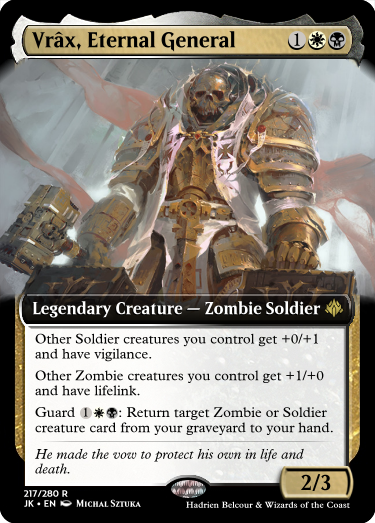 Vrâx, Eternal General 1
Legendary Creature — Zombie Soldier
Other Soldier creatures you control get +0/+1
and have vigilance.
Other Zombie creatures you control get +1/+0
and have lifelink.
Guard 1: Return target Zombie or Soldier
creature card from your graveyard to your hand.
He made the vow to protect his own in life and
death.
2/3
217/280 R
JK • EN Michal Sztuka
Hadrien Belcour & Wizards of the Coast